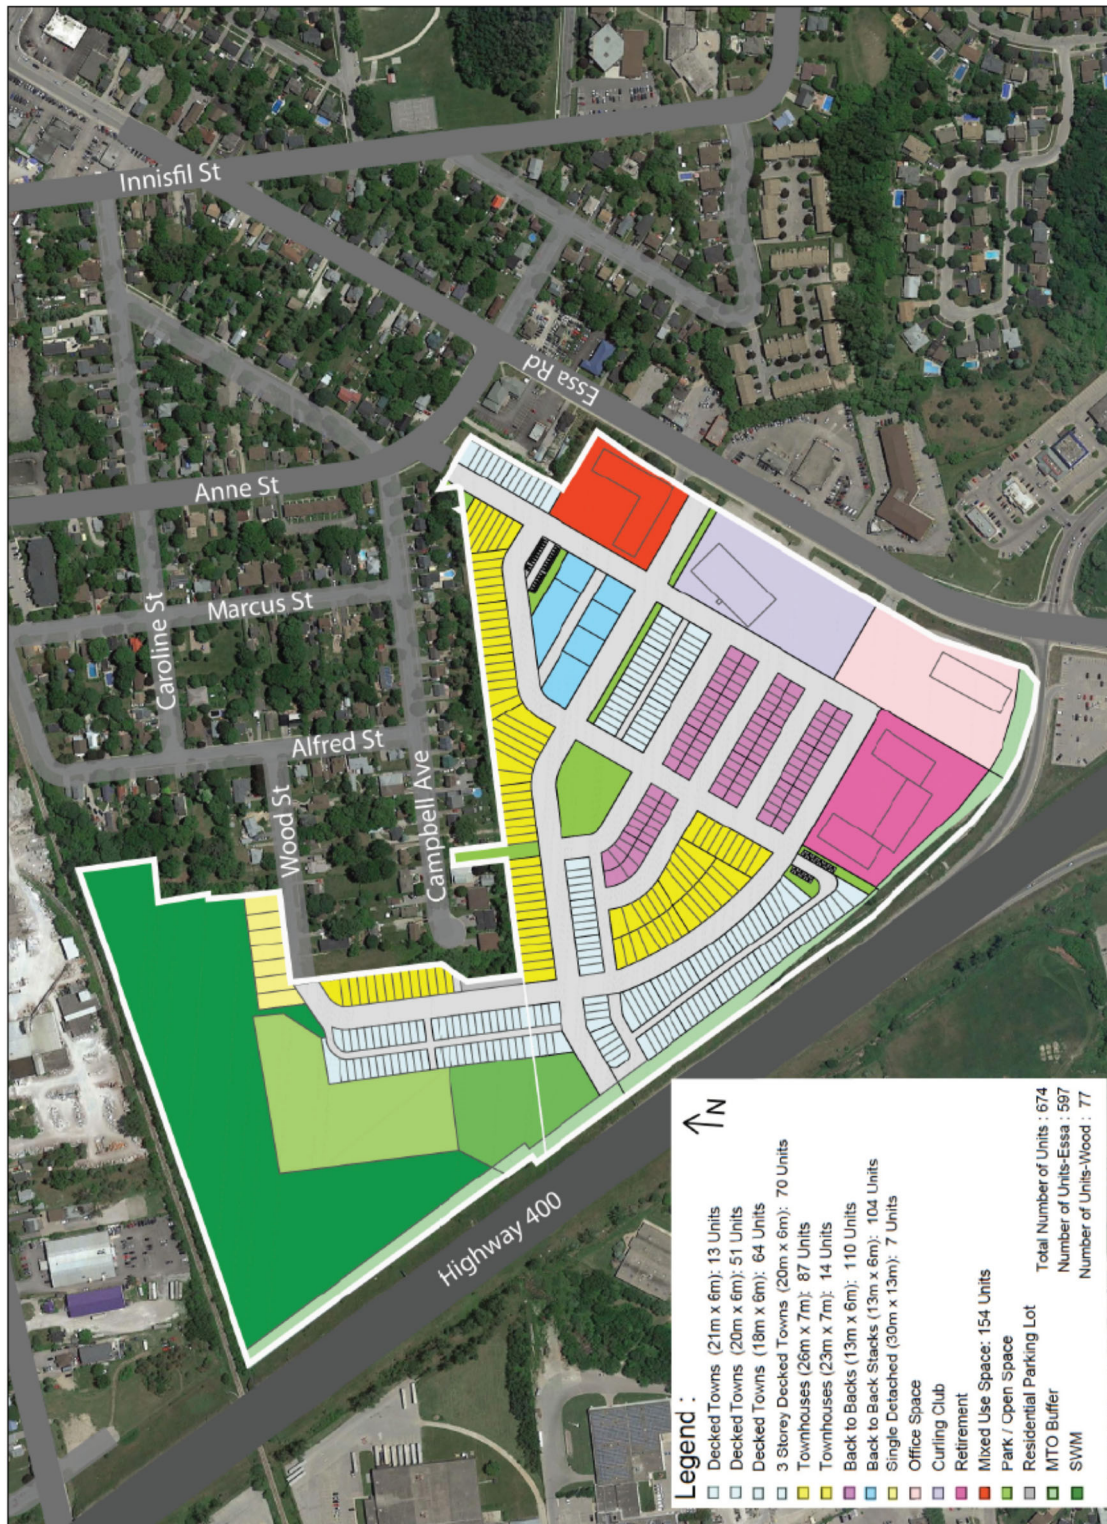 Innisfil St
Essa Rd
Anne St
Marcus St
Caroline St
Alfred St
Wood St
Campbell Ave
Highway 400
N
Legend :
Decked Towns (21m x 6m): 13 Units
Decked Towns (20m x 6m): 51 Units
Decked Towns (18m x 6m): 64 Units
3 Storey Decked Towns (20m x 6m): 70 Units
Townhouses (26m x 7m): 87 Units
Townhouses (23m x 7m): 14 Units
Back to Backs (13m x 6m): 110 Units
Back to Back Stacks (13m x 6m): 104 Units
Single Detached (30m x 13m): 7 Units
Office Space
Curling Club
Retirement
Mixed Use Space: 154 Units
Park / Open Space
Residential Parking Lot
MTO Buffer
SWM
Total Number of Units : 674
Number of Units-Essa : 597
Number of Units-Wood : 77